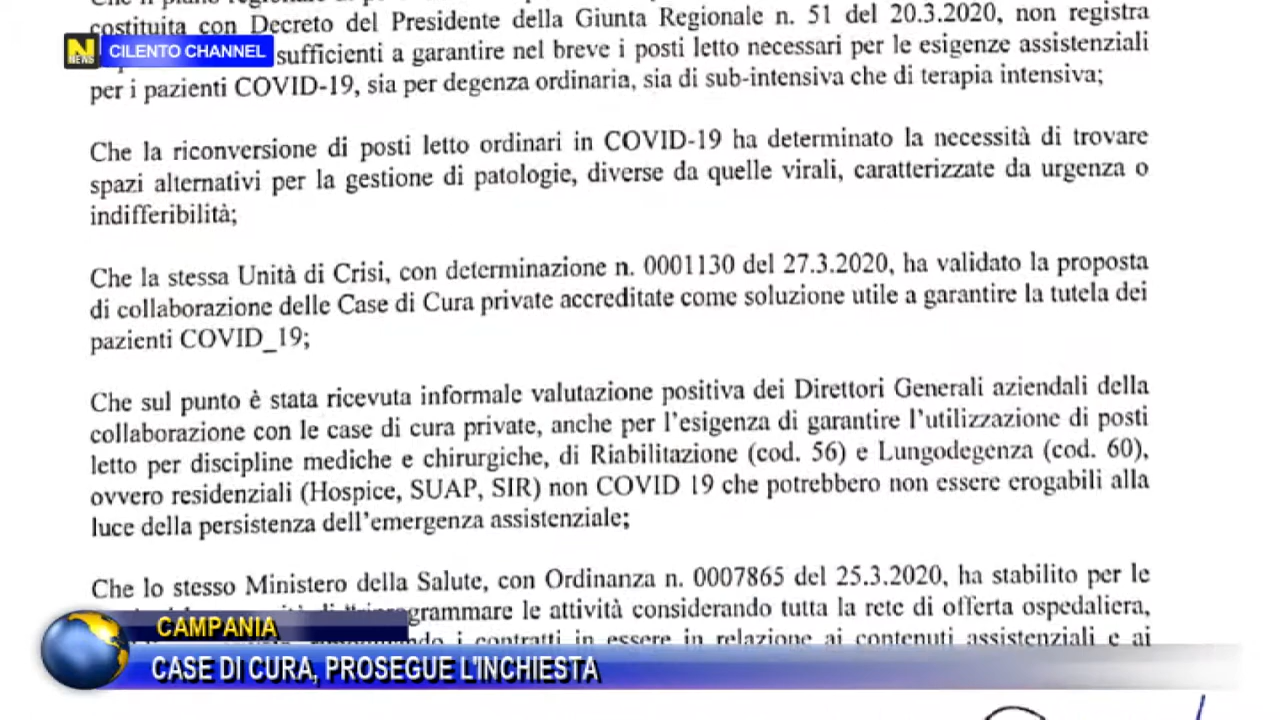 costituita con Decreto del Presidente della Giunta Regionale n. 51 del 20.3.2020, non registra
N NEWS
CILENTO CHANNEL
sufficienti a garantire nel breve i posti letto necessari per le esigenze assistenziali
per i pazienti COVID-19, sia per degenza ordinaria, sia di sub-intensiva che di terapia intensiva;
Che la riconversione di posti letto ordinari in COVID-19 ha determinato la necessità di trovare
spazi alternativi per la gestione di patologie, diverse da quelle virali, caratterizzate da urgenza o
indifferibilità;
Che la stessa Unità di Crisi, con determinazione n. 0001130 del 27.3.2020, ha validato la proposta
di collaborazione delle Case di Cura private accreditate come soluzione utile a garantire la tutela dei
pazienti COVID_19;
Che sul punto è stata ricevuta informale valutazione positiva dei Direttori Generali aziendali della
collaborazione con le case di cura private, anche per l'esigenza di garantire l'utilizzazione di posti
letto per discipline mediche e chirurgiche, di Riabilitazione (cod. 56) e Lungodegenza (cod. 60),
ovvero residenziali (Hospice, SUAP, SIR) non COVID 19 che potrebbero non essere erogabili alla
luce della persistenza dell'emergenza assistenziale;
Che lo stesso Ministero della Salute, con Ordinanza n. 0007865 del 25.3.2020, ha stabilito per le
le attività considerando tutta la rete di offerta ospedaliera,
i contratti in essere in relazione ai contenuti assistenziali e ai
CAMPANIA
CASE DI CURA, PROSEGUE L'INCHIESTA